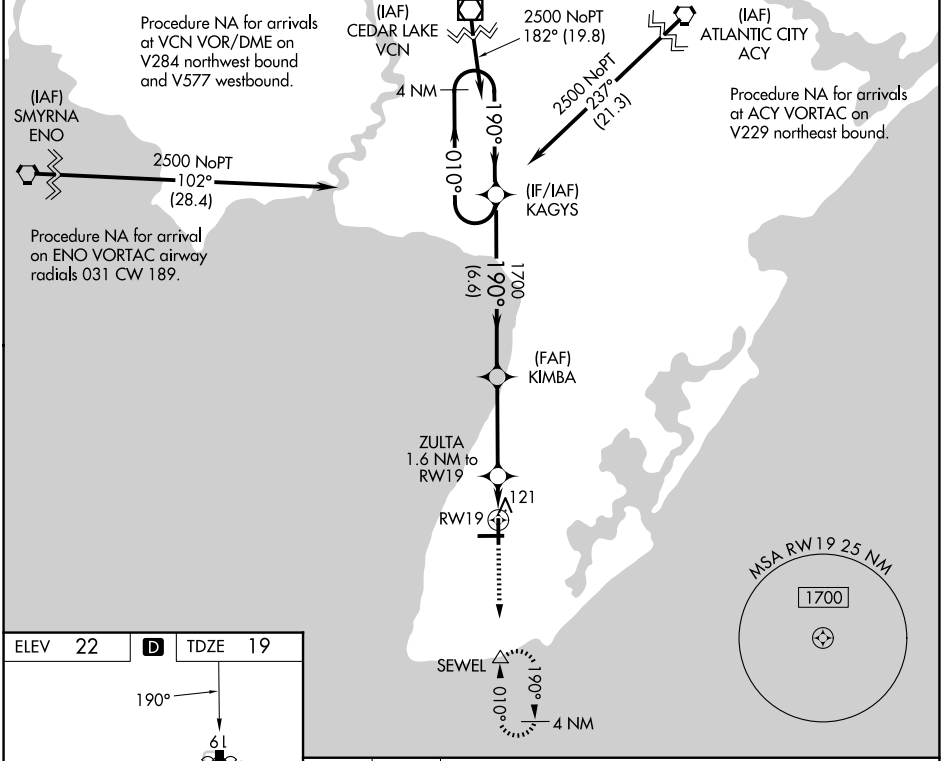 Procedure NA for arrivals
at VCN VOR/DME on
V284 northwest bound
and V577 westbound.
(IAF)
CEDAR LAKE
VCN
2500 NoPT
182° (19.8)
(IAF)
ATLANTIC CITY
ACY
2500 NoPT
237°
(21.3)
Procedure NA for arrivals
at ACY VORTAC on
V229 northeast bound.
(IAF)
SMYRNA
ENO
2500 NoPT
102°
(28.4)
Procedure NA for arrival
on ENO VORTAC airway
radials 031 CW 189.
4 NM
190°
010°
(IF/IAF)
KAGYS
1700
190°
(6.6)
(FAF)
KIMBA
ZULTA
1.6 NM to
RW19
121
RW19
MSA RW19 25 NM
1700
SEWEL
010°
190°
4 NM
ELEV 22
D
TDZE 19
190°
19